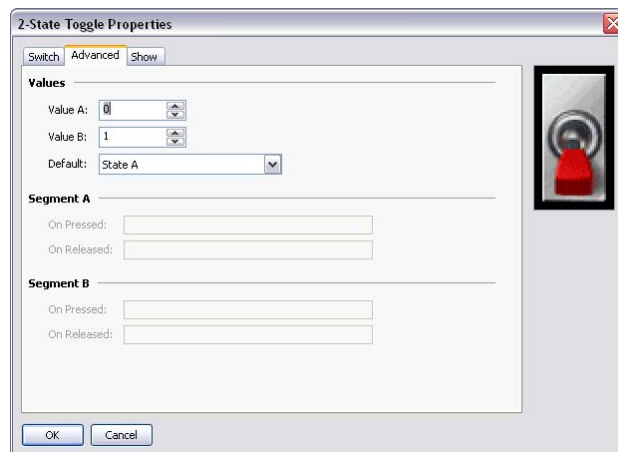 2-State Toggle Properties
Switch Advanced Show
Values
Value A: 0
Value B: 1
Default: State A
Segment A
On Pressed:
On Released:
Segment B
On Pressed:
On Released:
OK Cancel